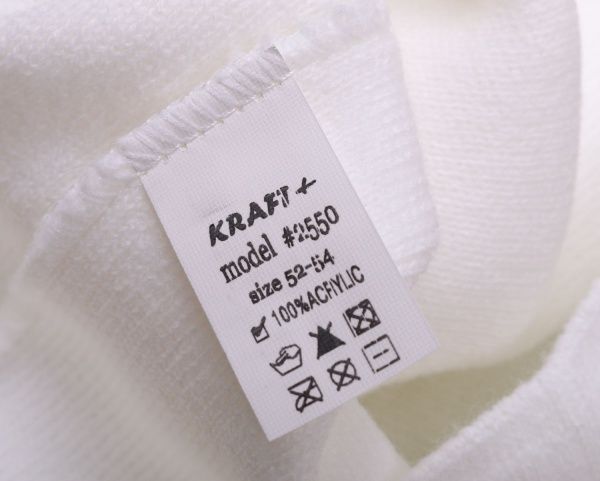 KRAFT+
model #2550
size 52-54
100%ACRYLIC